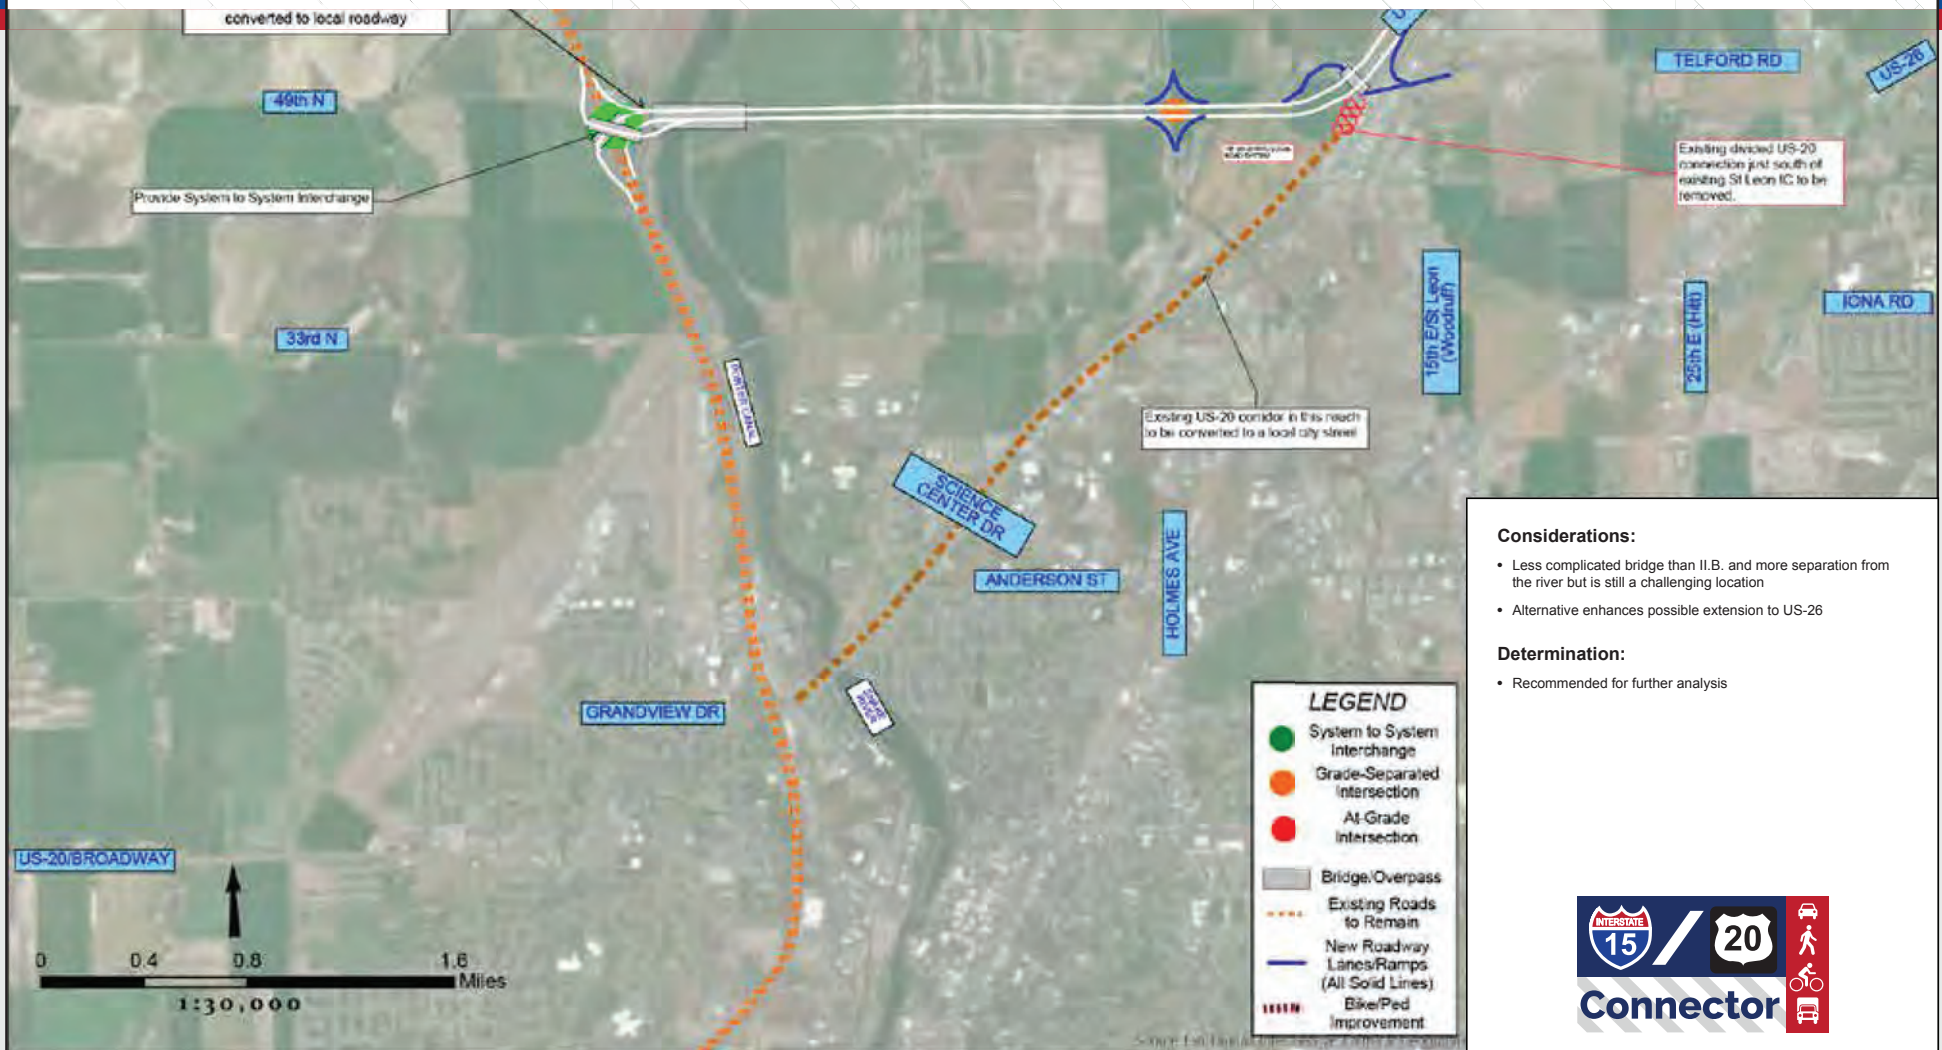 converted to local roadway
49th N
TELFORD RD
US-26
Provide System to System Interchange
Existing divided US-20
connection just south of
existing St Leon IC to be
removed.
33rd N
15th E/St Leon
(Woodruff)
25th E (Hitt)
IONA RD
Existing US-20 corridor in this reach
to be converted to a local city street
SCIENCE
CENTER DR
ANDERSON ST
HOLMES AVE
GRANDVIEW DR
SNAKE
RIVER
US-20/BROADWAY
0 0.4 0.8 1.6
Miles
1:30,000
LEGEND
System to System
Interchange
Grade-Separated
Intersection
At-Grade
Intersection
Bridge/Overpass
Existing Roads
to Remain
New Roadway
Lanes/Ramps
(All Solid Lines)
Bike/Ped
Improvement
Considerations:
• Less complicated bridge than II.B. and more separation from
the river but is still a challenging location
• Alternative enhances possible extension to US-26
Determination:
• Recommended for further analysis
INTERSTATE
15
20
Connector